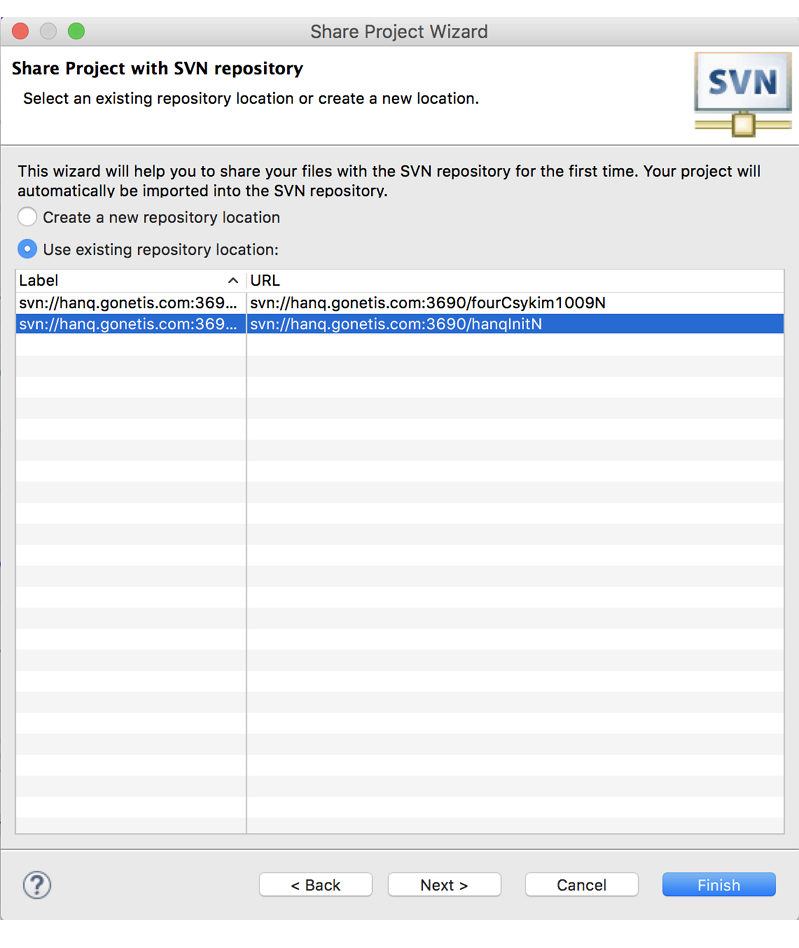 Share Project Wizard
Share Project with SVN repository
Select an existing repository location or create a new location.
SVN
This wizard will help you to share your files with the SVN repository for the first time. Your project will
automatically be imported into the SVN repository.
Create a new repository location
Use existing repository location:
Label URL
svn://hanq.gonetis.com:369... svn://hanq.gonetis.com:3690/fourCsykim1009N
svn://hanq.gonetis.com:369... svn://hanq.gonetis.com:3690/hanqInitN
? < Back Next > Cancel Finish